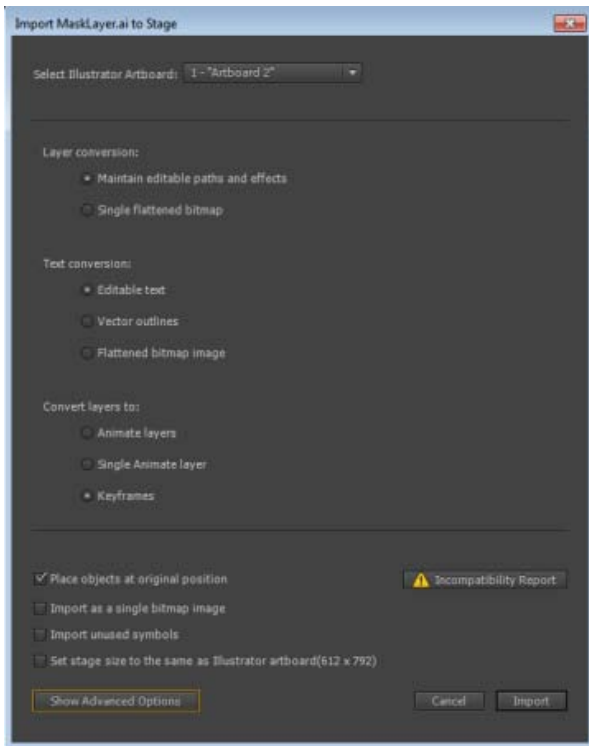 Import MaskLayer.ai to Stage
Select Illustrator Artboard: 1 - "Artboard 2"
Layer conversion:
Maintain editable paths and effects
Single flattened bitmap
Text conversion:
Editable text
Vector outlines
Flattened bitmap image
Convert layers to:
Animate layers
Single Animate layer
Keyframes
Place objects at original position
Incompatibility Report
Import as a single bitmap image
Import unused symbols
Set stage size to the same as Illustrator artboard(612 x 792)
Show Advanced Options Cancel Import